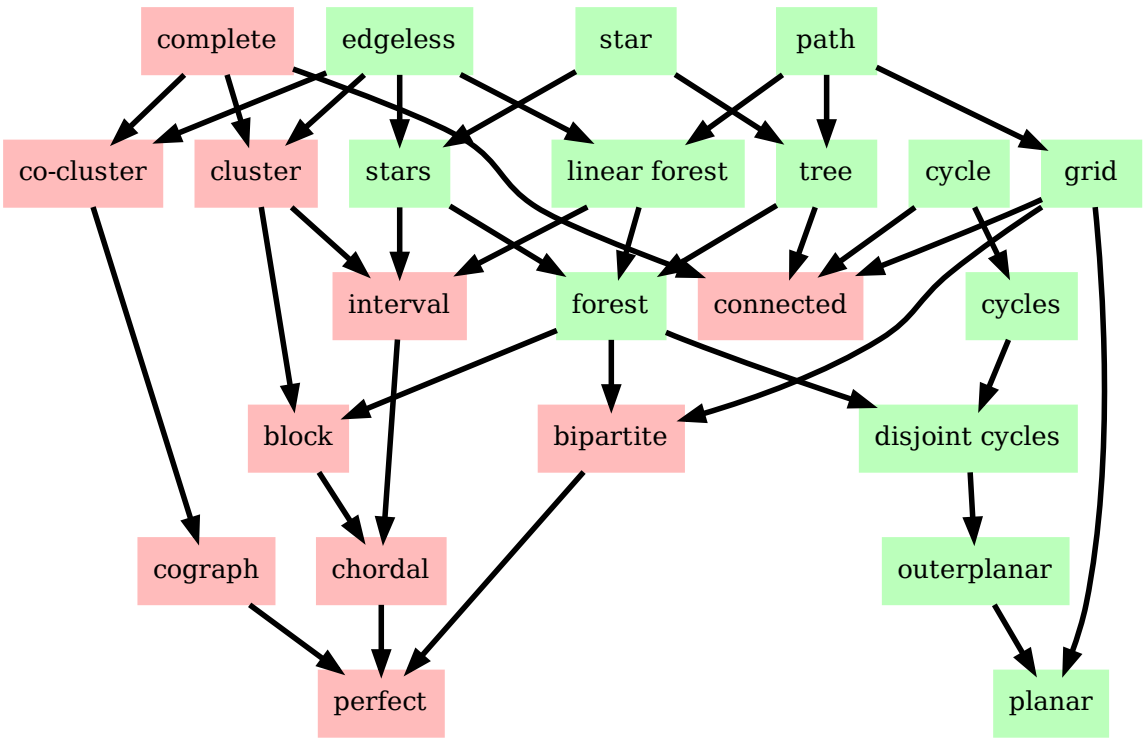 complete
edgeless
star
path
co-cluster
cluster
stars
linear forest
tree
cycle
grid
interval
forest
connected
cycles
block
bipartite
disjoint cycles
cograph
chordal
outerplanar
perfect
planar